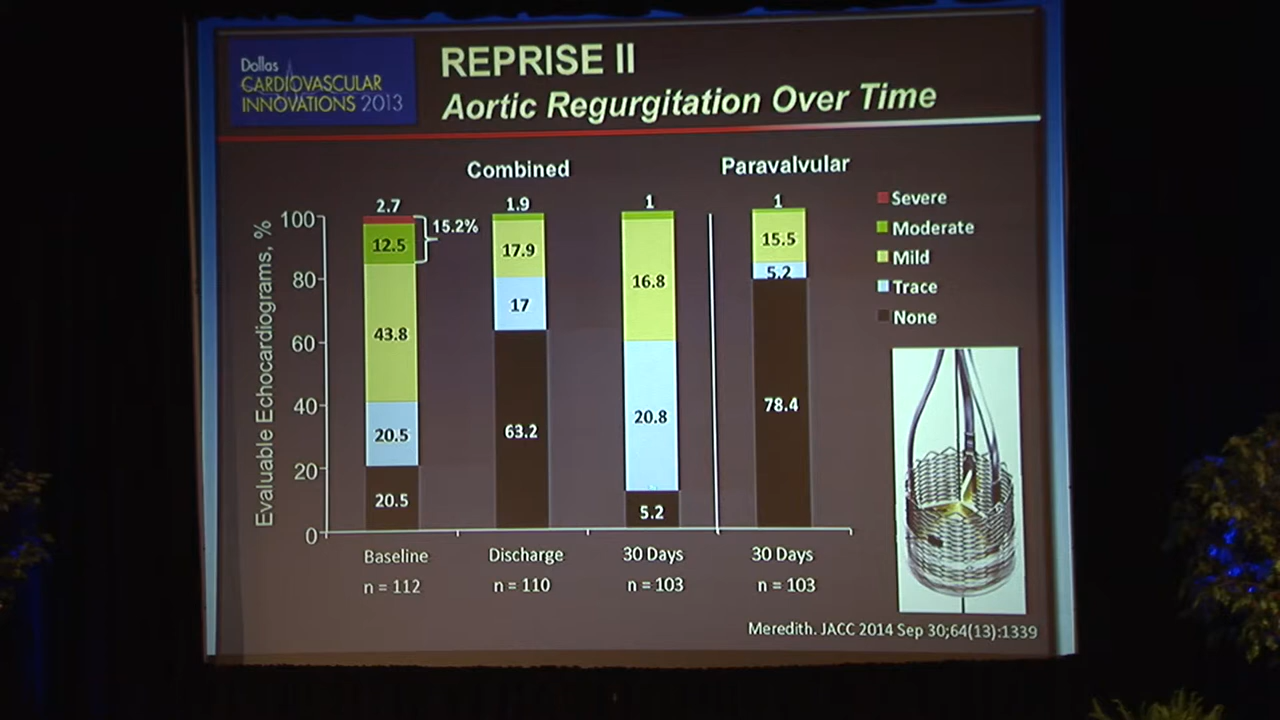 Dallas
CARDIOVASCULAR
INNOVATIONS 2013
REPRISE II
Aortic Regurgitation Over Time
Combined
Paravalvular
Evaluable Echocardiograms, %
100
80
60
40
20
0
2.7
12.5
15.2%
43.8
20.5
20.5
1.9
17.9
17
63.2
1
16.8
20.8
5.2
1
15.5
5.2
78.4
Severe
Moderate
Mild
Trace
None
Baseline
n = 112
Discharge
n = 110
30 Days
n = 103
30 Days
n = 103
Meredith. JACC 2014 Sep 30;64(13):1339